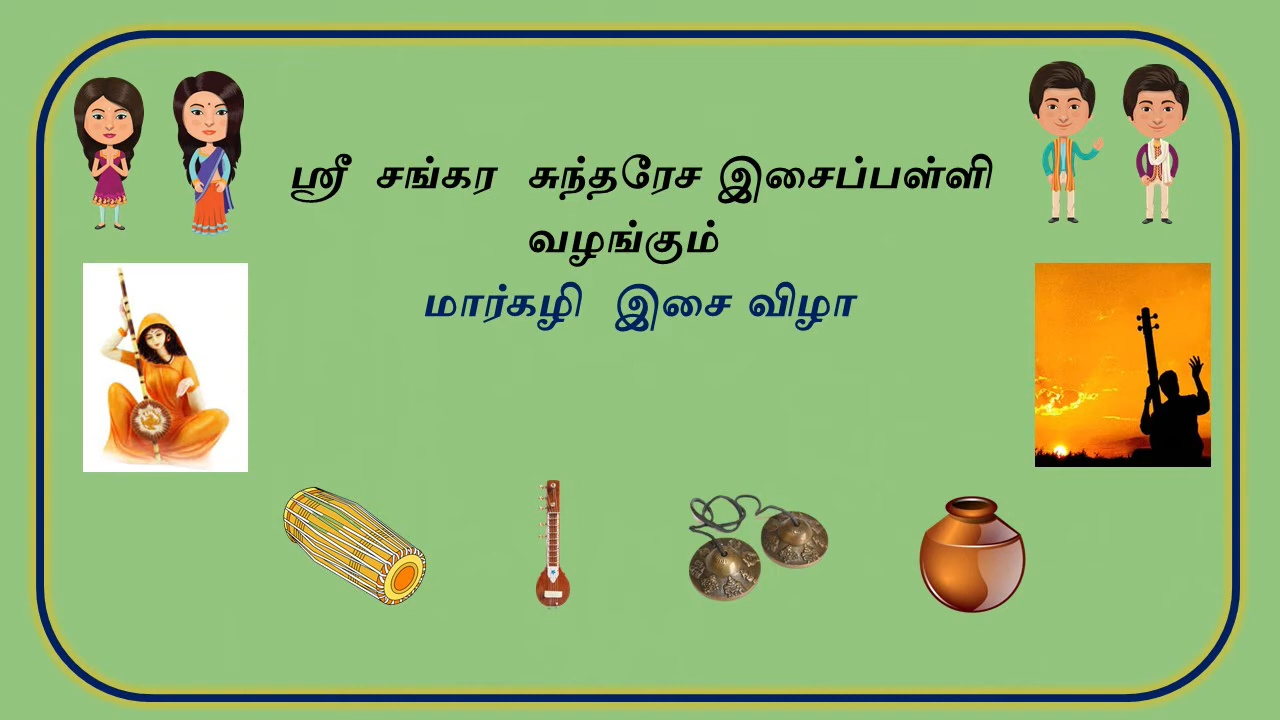 ஸ்ரீ சங்கர சுந்தரேச இசைப்பள்ளி
வழங்கும்
மார்கழி இசை விழா